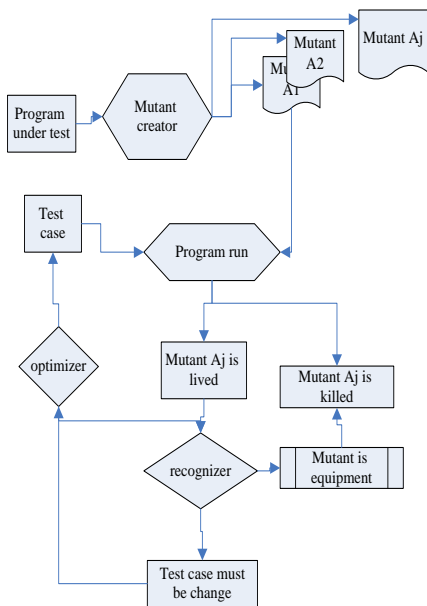 Mutant Aj
Mutant
A2
Mutant
A1
Program
under test
Mutant
creator
Test
case
Program run
optimizer
Mutant Aj is
lived
Mutant Aj is
killed
recognizer
Mutant is
equipment
Test case must
be change